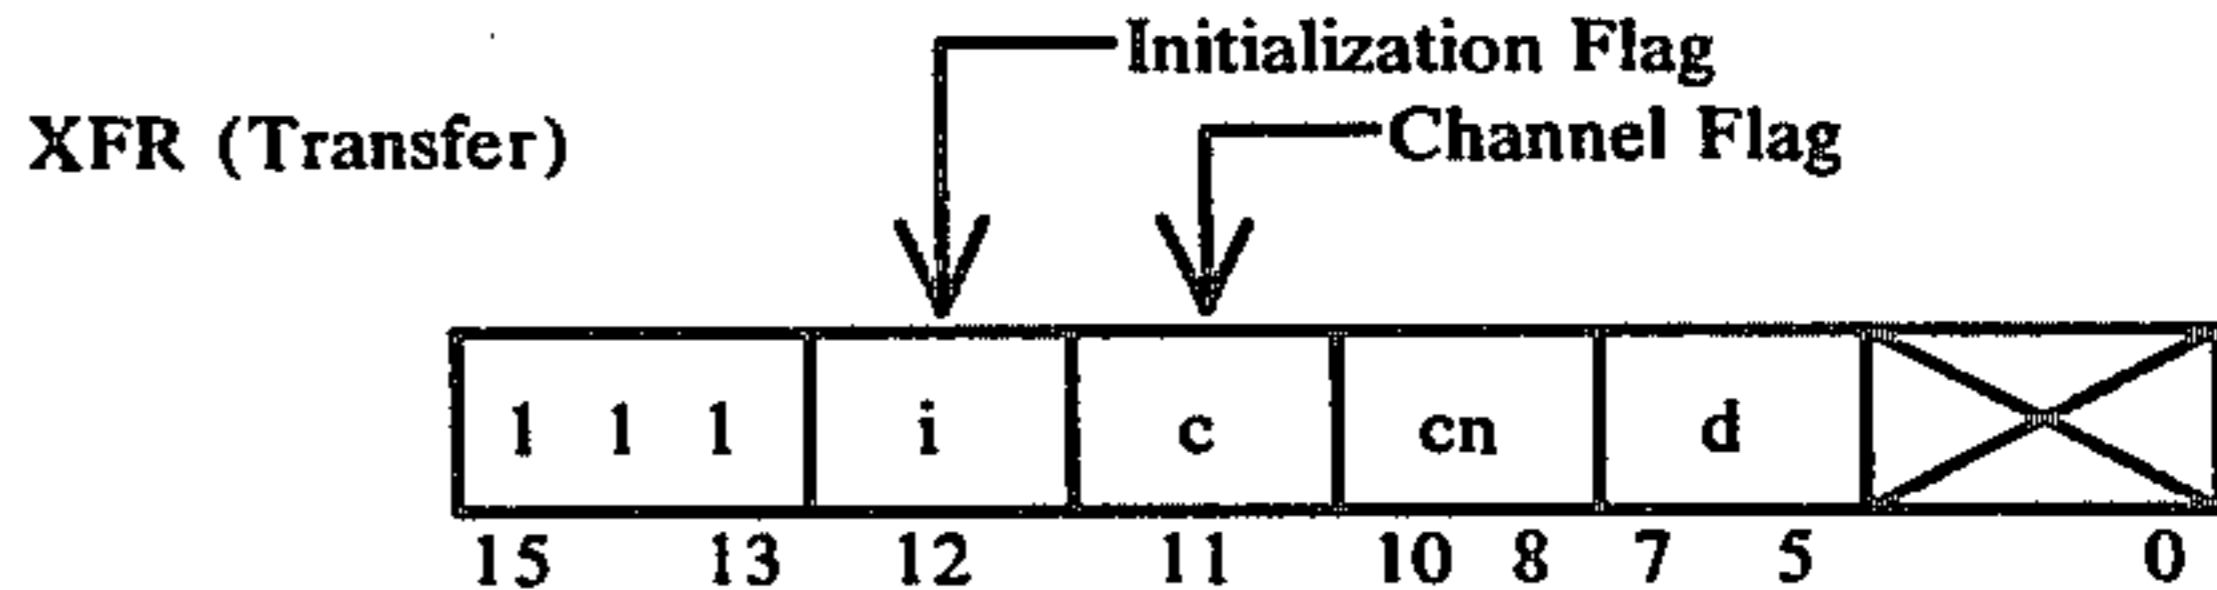 Initialization Flag
XFR (Transfer)
Channel Flag
1 1 1 i c cn d
15 13 12 11 10 8 7 5 0